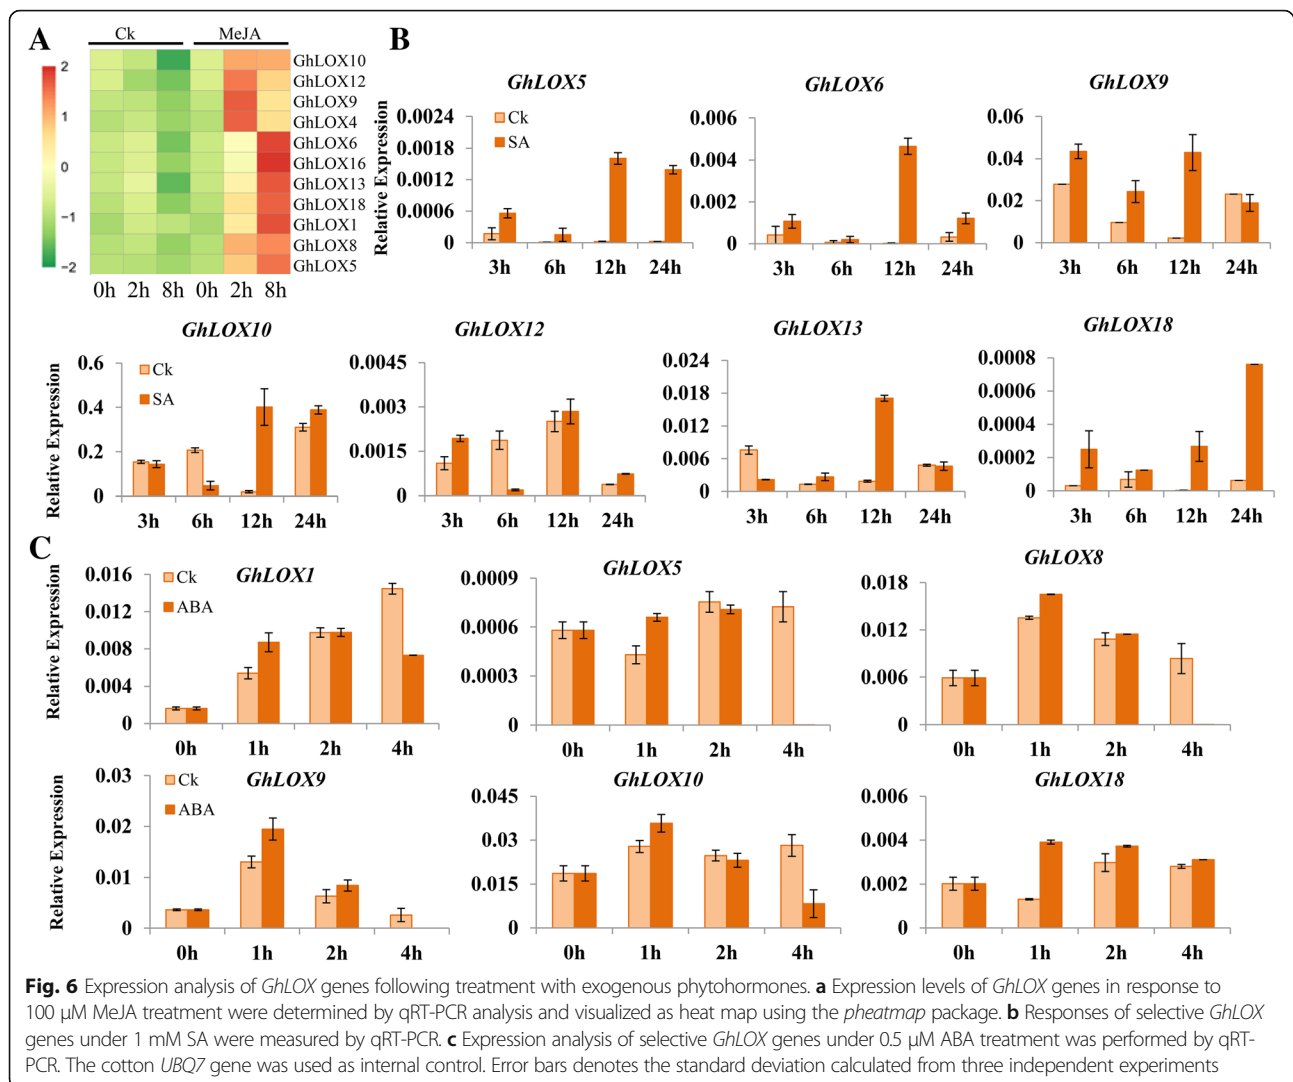 A
Ck MeJA
2
1
0
−1
−2
GhLOX10
GhLOX12
GhLOX9
GhLOX4
GhLOX6
GhLOX16
GhLOX13
GhLOX18
GhLOX1
GhLOX8
GhLOX5
0h 2h 8h 0h 2h 8h
B
GhLOX5
Relative Expression
0.0024
0.0018
0.0012
0.0006
0
Ck
SA
3h 6h 12h 24h
GhLOX6
0.006
0.004
0.002
0
3h 6h 12h 24h
GhLOX9
0.06
0.04
0.02
0
3h 6h 12h 24h
GhLOX10
Relative Expression
0.6
0.4
0.2
0
Ck
SA
3h 6h 12h 24h
GhLOX12
0.0045
0.003
0.0015
0
3h 6h 12h 24h
GhLOX13
0.024
0.018
0.012
0.006
0
3h 6h 12h 24h
GhLOX18
0.0008
0.0006
0.0004
0.0002
0
3h 6h 12h 24h
C
GhLOX1
Relative Expression
0.016
0.012
0.008
0.004
0
Ck
ABA
0h 1h 2h 4h
GhLOX5
0.0009
0.0006
0.0003
0
0h 1h 2h 4h
GhLOX8
0.018
0.012
0.006
0
0h 1h 2h 4h
GhLOX9
Relative Expression
0.03
0.02
0.01
0
Ck
ABA
0h 1h 2h 4h
GhLOX10
0.045
0.03
0.015
0
0h 1h 2h 4h
GhLOX18
0.006
0.004
0.002
0
0h 1h 2h 4h
Fig. 6 Expression analysis of GhLOX genes following treatment with exogenous phytohormones. a Expression levels of GhLOX genes in response to
100 μM MeJA treatment were determined by qRT-PCR analysis and visualized as heat map using the pheatmap package. b Responses of selective GhLOX
genes under 1 mM SA were measured by qRT-PCR. c Expression analysis of selective GhLOX genes under 0.5 μM ABA treatment was performed by qRT-
PCR. The cotton UBQ7 gene was used as internal control. Error bars denotes the standard deviation calculated from three independent experiments